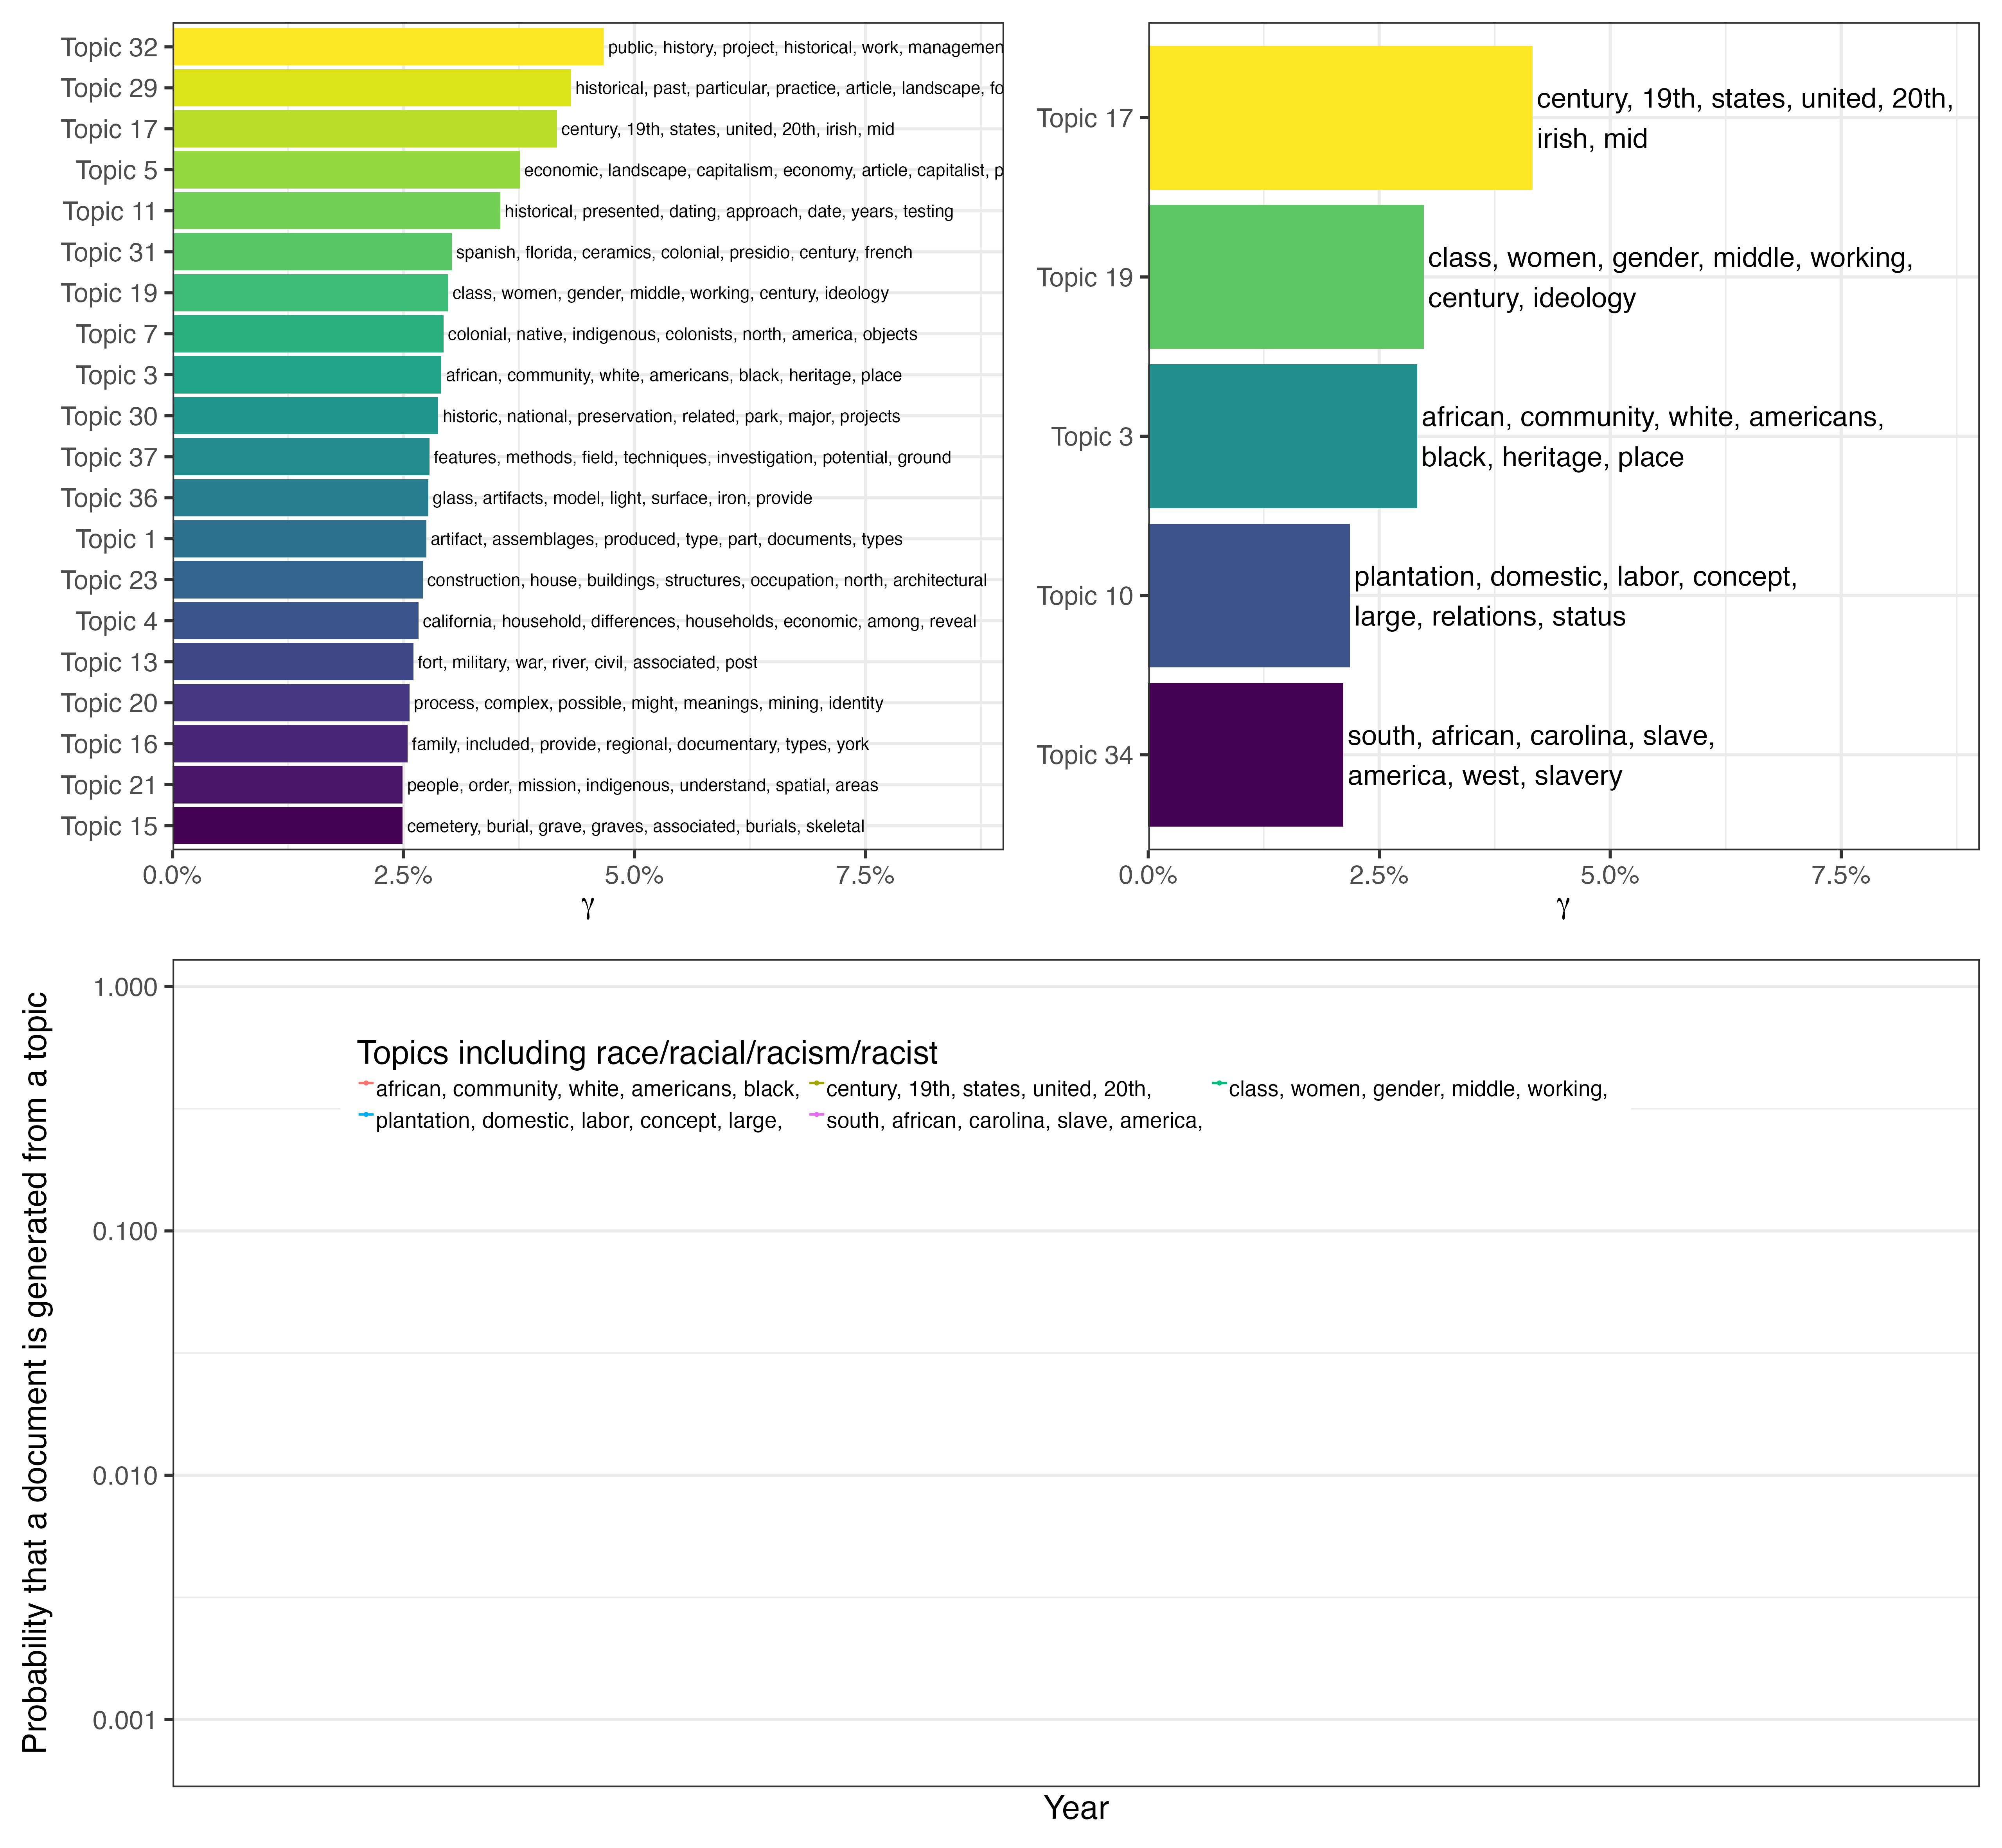 Topic 32 public, history, project, historical, work, managemen
Topic 29 historical, past, particular, practice, article, landscape, fo
Topic 17 century, 19th, states, united, 20th, irish, mid
Topic 5 economic, landscape, capitalism, economy, article, capitalist, p
Topic 11 historical, presented, dating, approach, date, years, testing
Topic 31 spanish, florida, ceramics, colonial, presidio, century, french
Topic 19 class, women, gender, middle, working, century, ideology
Topic 7 colonial, native, indigenous, colonists, north, america, objects
Topic 3 african, community, white, americans, black, heritage, place
Topic 30 historic, national, preservation, related, park, major, projects
Topic 37 features, methods, field, techniques, investigation, potential, ground
Topic 36 glass, artifacts, model, light, surface, iron, provide
Topic 1 artifact, assemblages, produced, type, part, documents, types
Topic 23 construction, house, buildings, structures, occupation, north, architectural
Topic 4 california, household, differences, households, economic, among, reveal
Topic 13 fort, military, war, river, civil, associated, post
Topic 20 process, complex, possible, might, meanings, mining, identity
Topic 16 family, included, provide, regional, documentary, types, york
Topic 21 people, order, mission, indigenous, understand, spatial, areas
Topic 15 cemetery, burial, grave, graves, associated, burials, skeletal
0.0% 2.5% 5.0% 7.5%
γ
century, 19th, states, united, 20th,
Topic 17
irish, mid
class, women, gender, middle, working,
Topic 19
century, ideology
african, community, white, americans,
Topic 3
black, heritage, place
plantation, domestic, labor, concept,
Topic 10
large, relations, status
south, african, carolina, slave,
Topic 34
america, west, slavery
0.0% 2.5% 5.0% 7.5%
γ
Probability that a document is generated from a topic
1.000
Topics including race/racial/racism/racist
african, community, white, americans, black, century, 19th, states, united, 20th, class, women, gender, middle, working,
plantation, domestic, labor, concept, large, south, african, carolina, slave, america,
0.100
0.010
0.001
Year